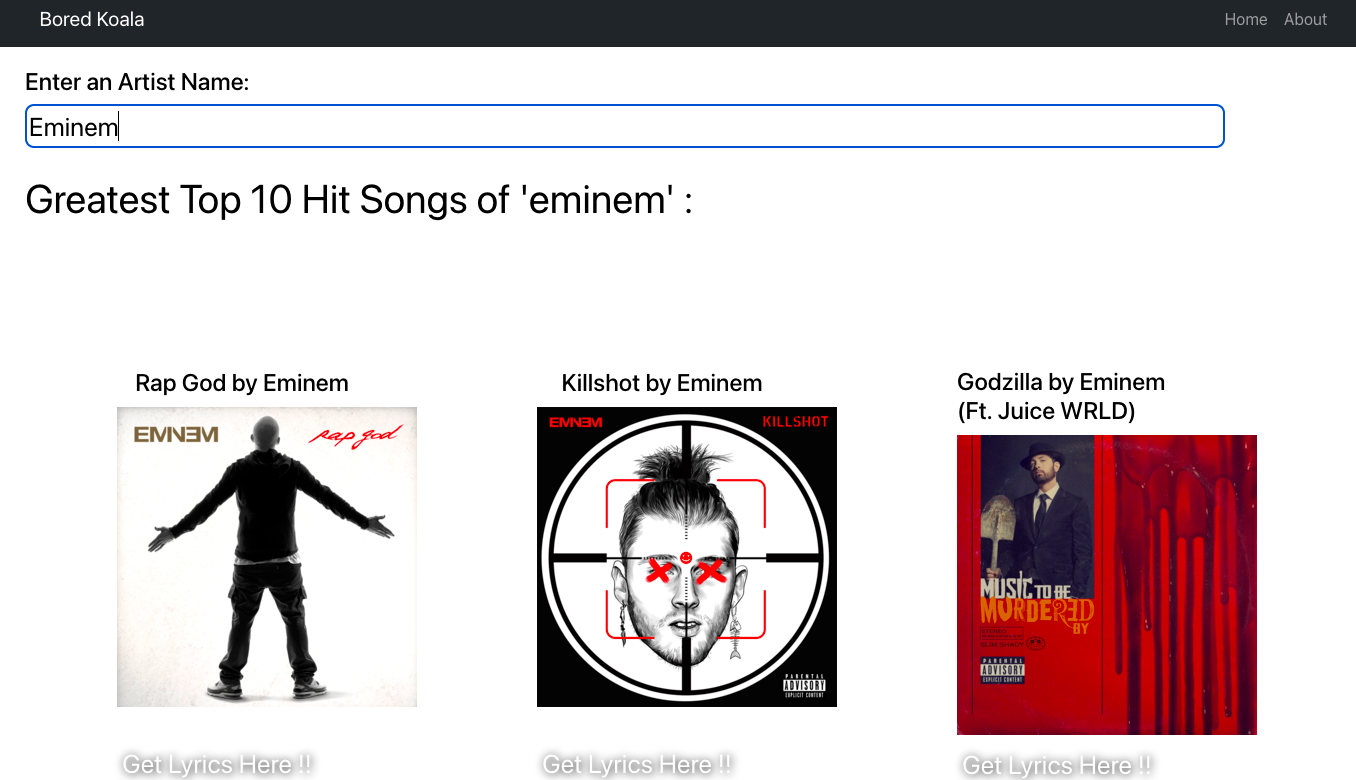 Bored Koala
Home About
Enter an Artist Name:
Eminem
Greatest Top 10 Hit Songs of 'eminem' :
Rap God by Eminem
EMINEM
rap god
Killshot by Eminem
EMINEM
KILLSHOT
PARENTAL
ADVISORY
EXPLICIT CONTENT
Godzilla by Eminem
(Ft. Juice WRLD)
MUSIC TO BE
MURDERED
BY
SLIM SHADY
PARENTAL
ADVISORY
EXPLICIT CONTENT
Get Lyrics Here !!
Get Lyrics Here !!
Get Lyrics Here !!